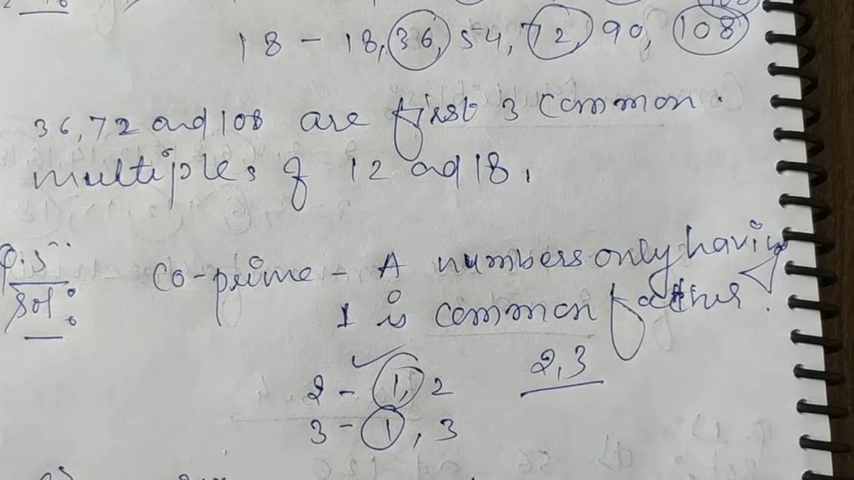 18 - 18, 36, 54, 72, 90, 108
36, 72 and 108 are first 3 common.
multiples of 12 and 18.
Q.5.
Sol:
Co-prime - A numbers only having
1 is common factors.
2 - 1, 2
2,3
3 - 1, 3